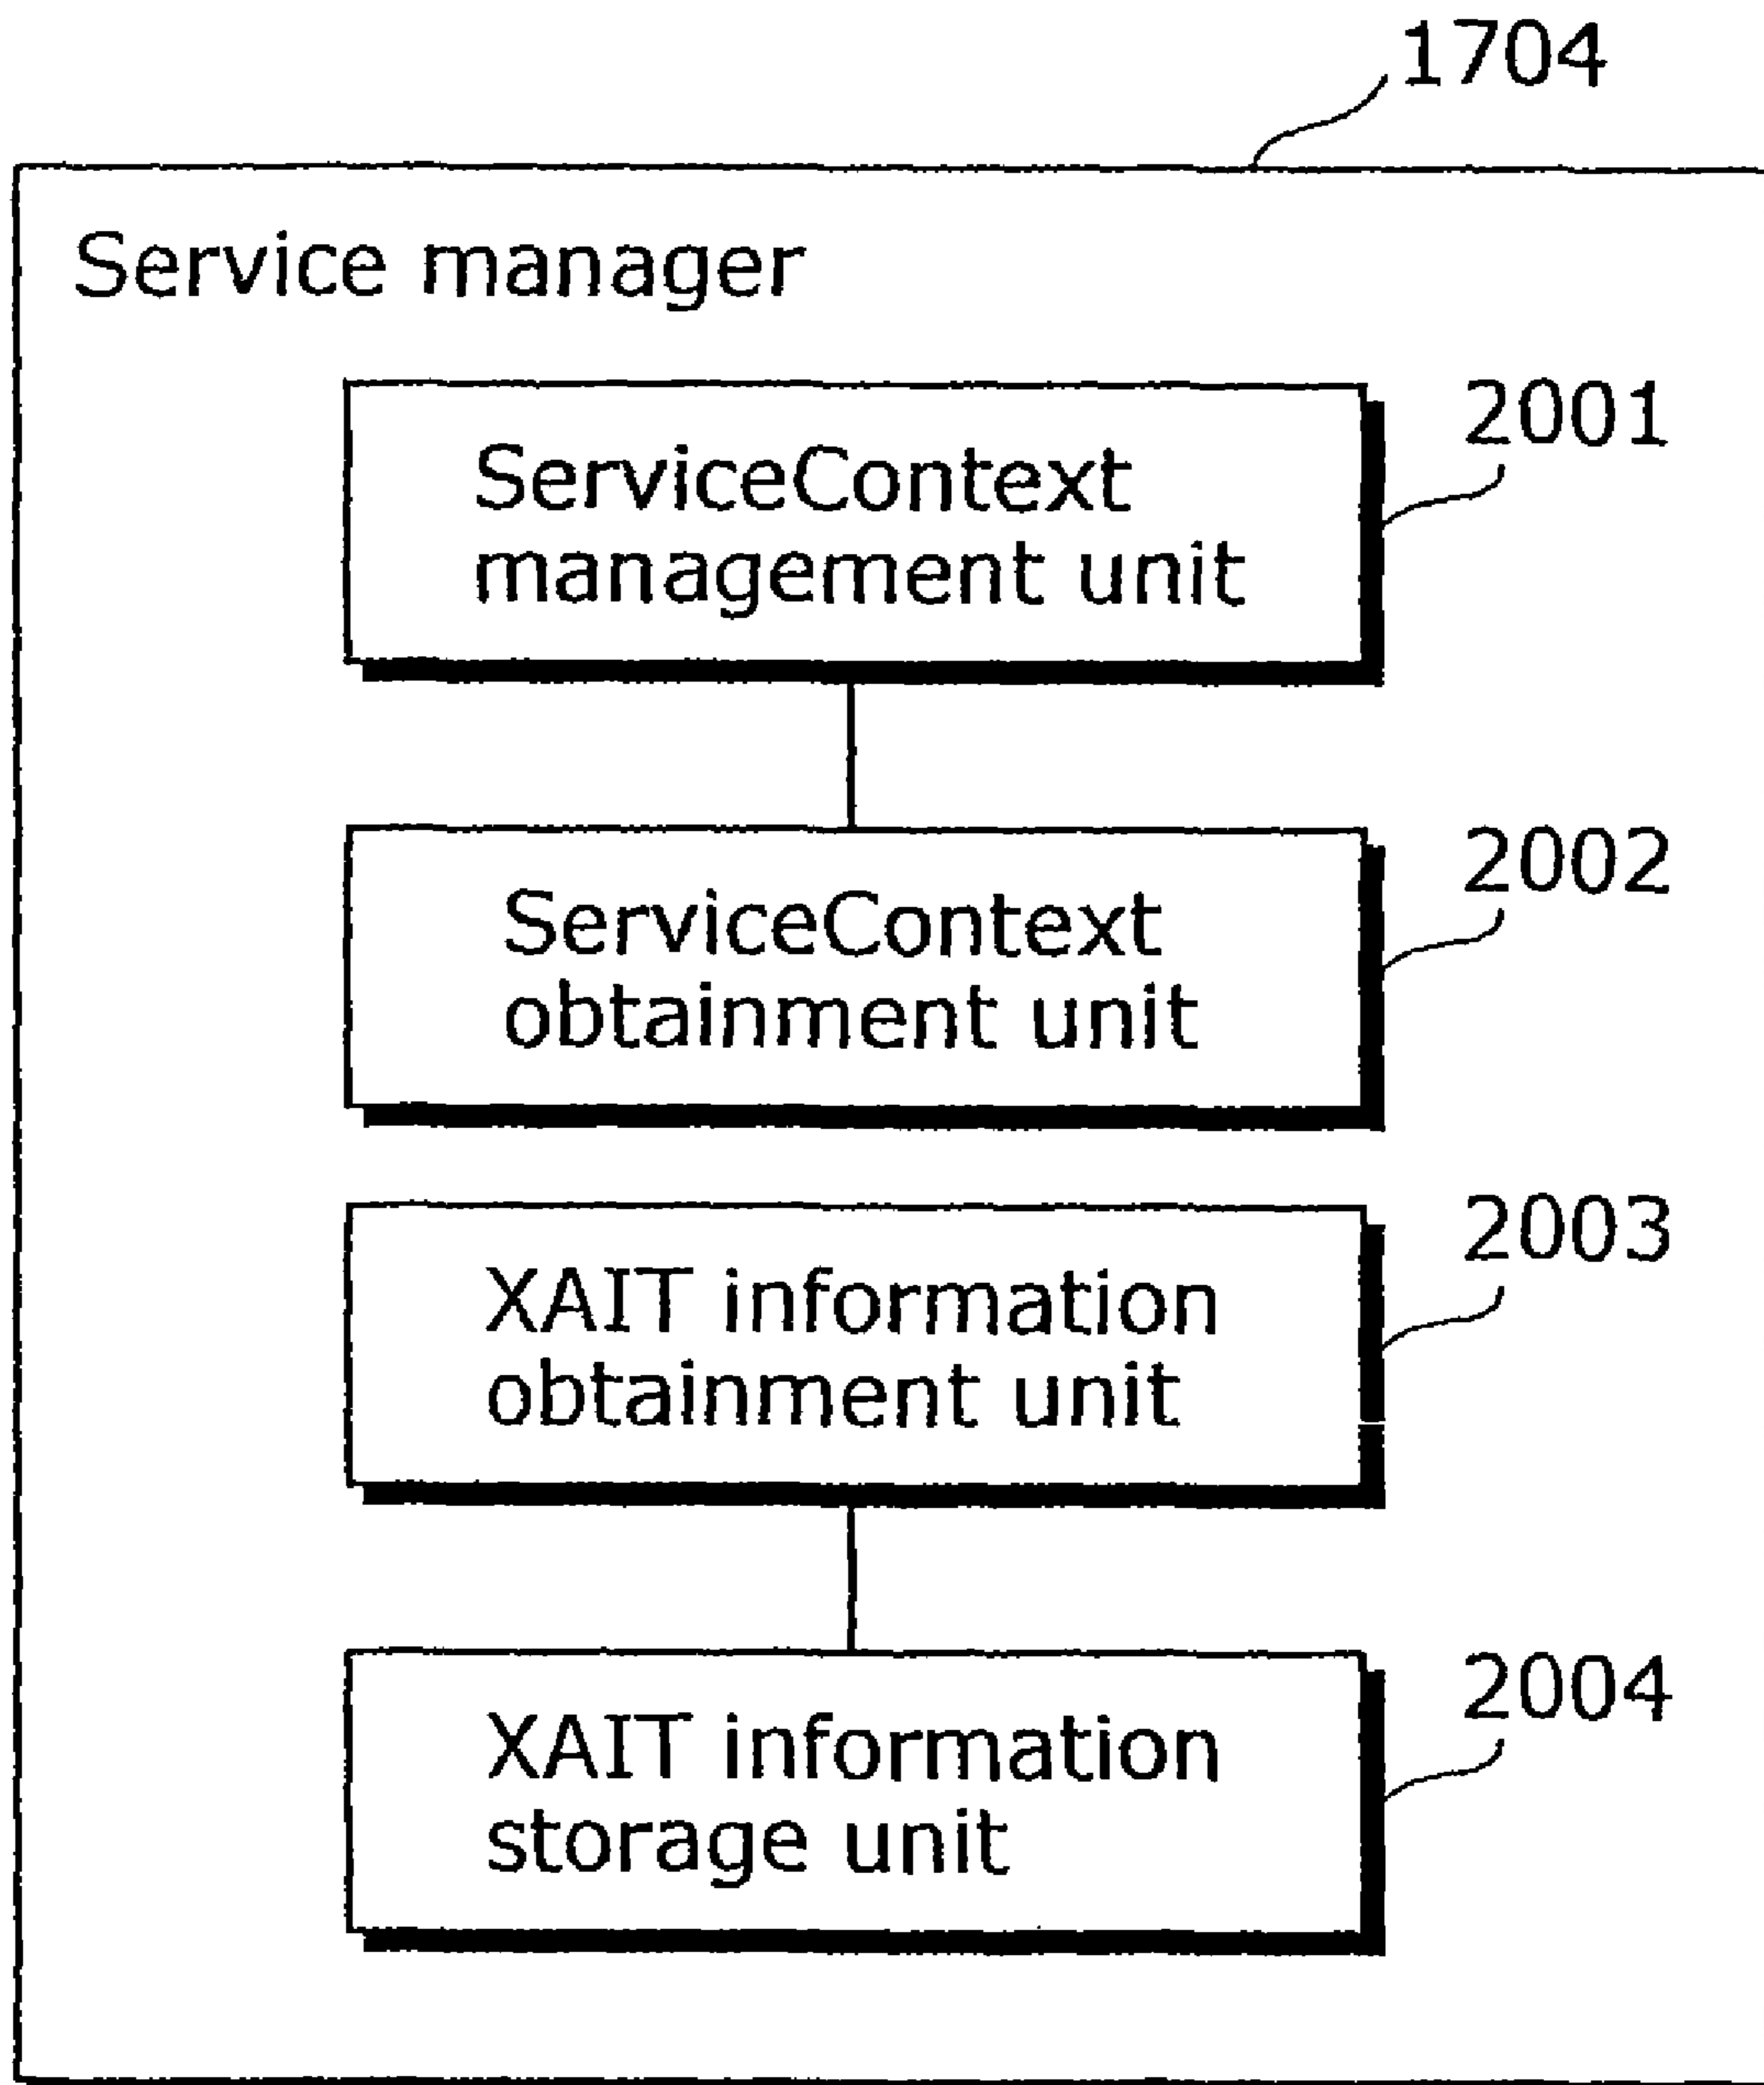 1704
Service manager
ServiceContext
management unit
2001
ServiceContext
obtainment unit
2002
XAIT information
obtainment unit
2003
XAIT information
storage unit
2004